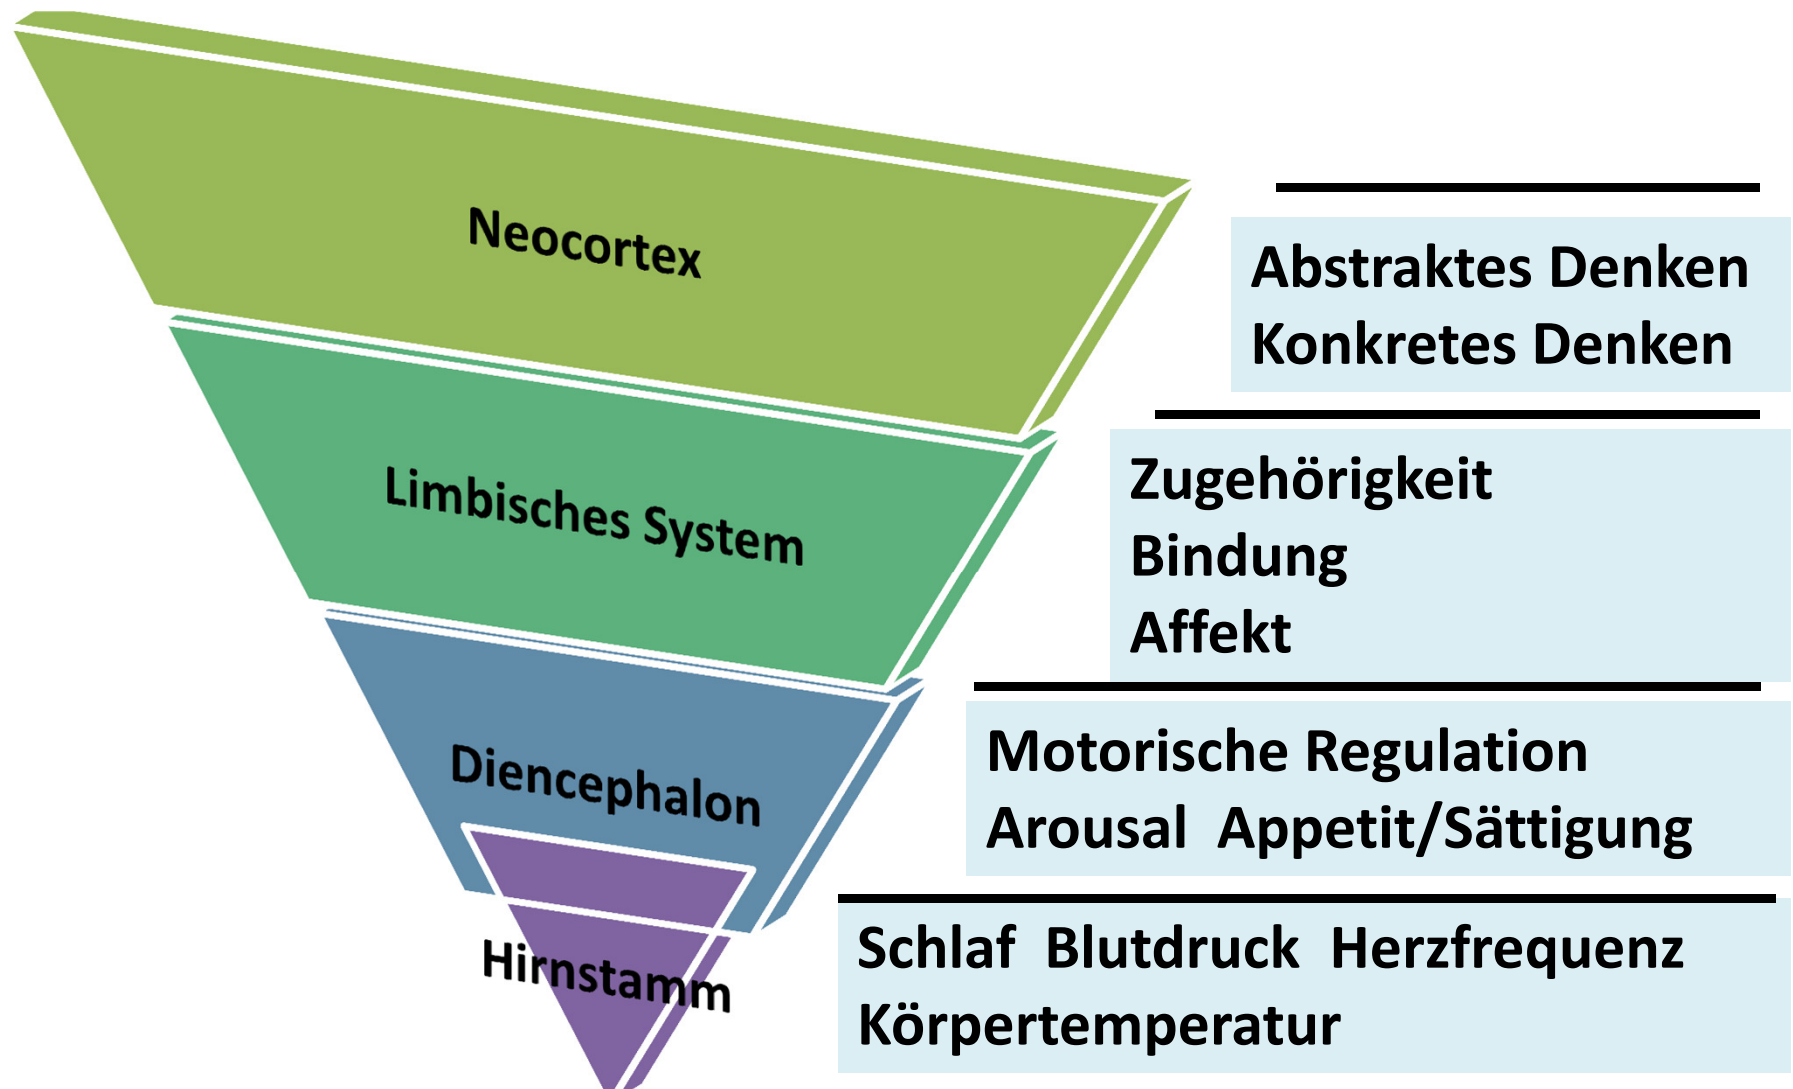 Neocortex
Abstraktes Denken
Konkretes Denken
Limbisches System
Zugehörigkeit
Bindung
Affekt
Diencephalon
Motorische Regulation
Arousal Appetit/Sättigung
Hirnstamm
Schlaf Blutdruck Herzfrequenz
Körpertemperatur